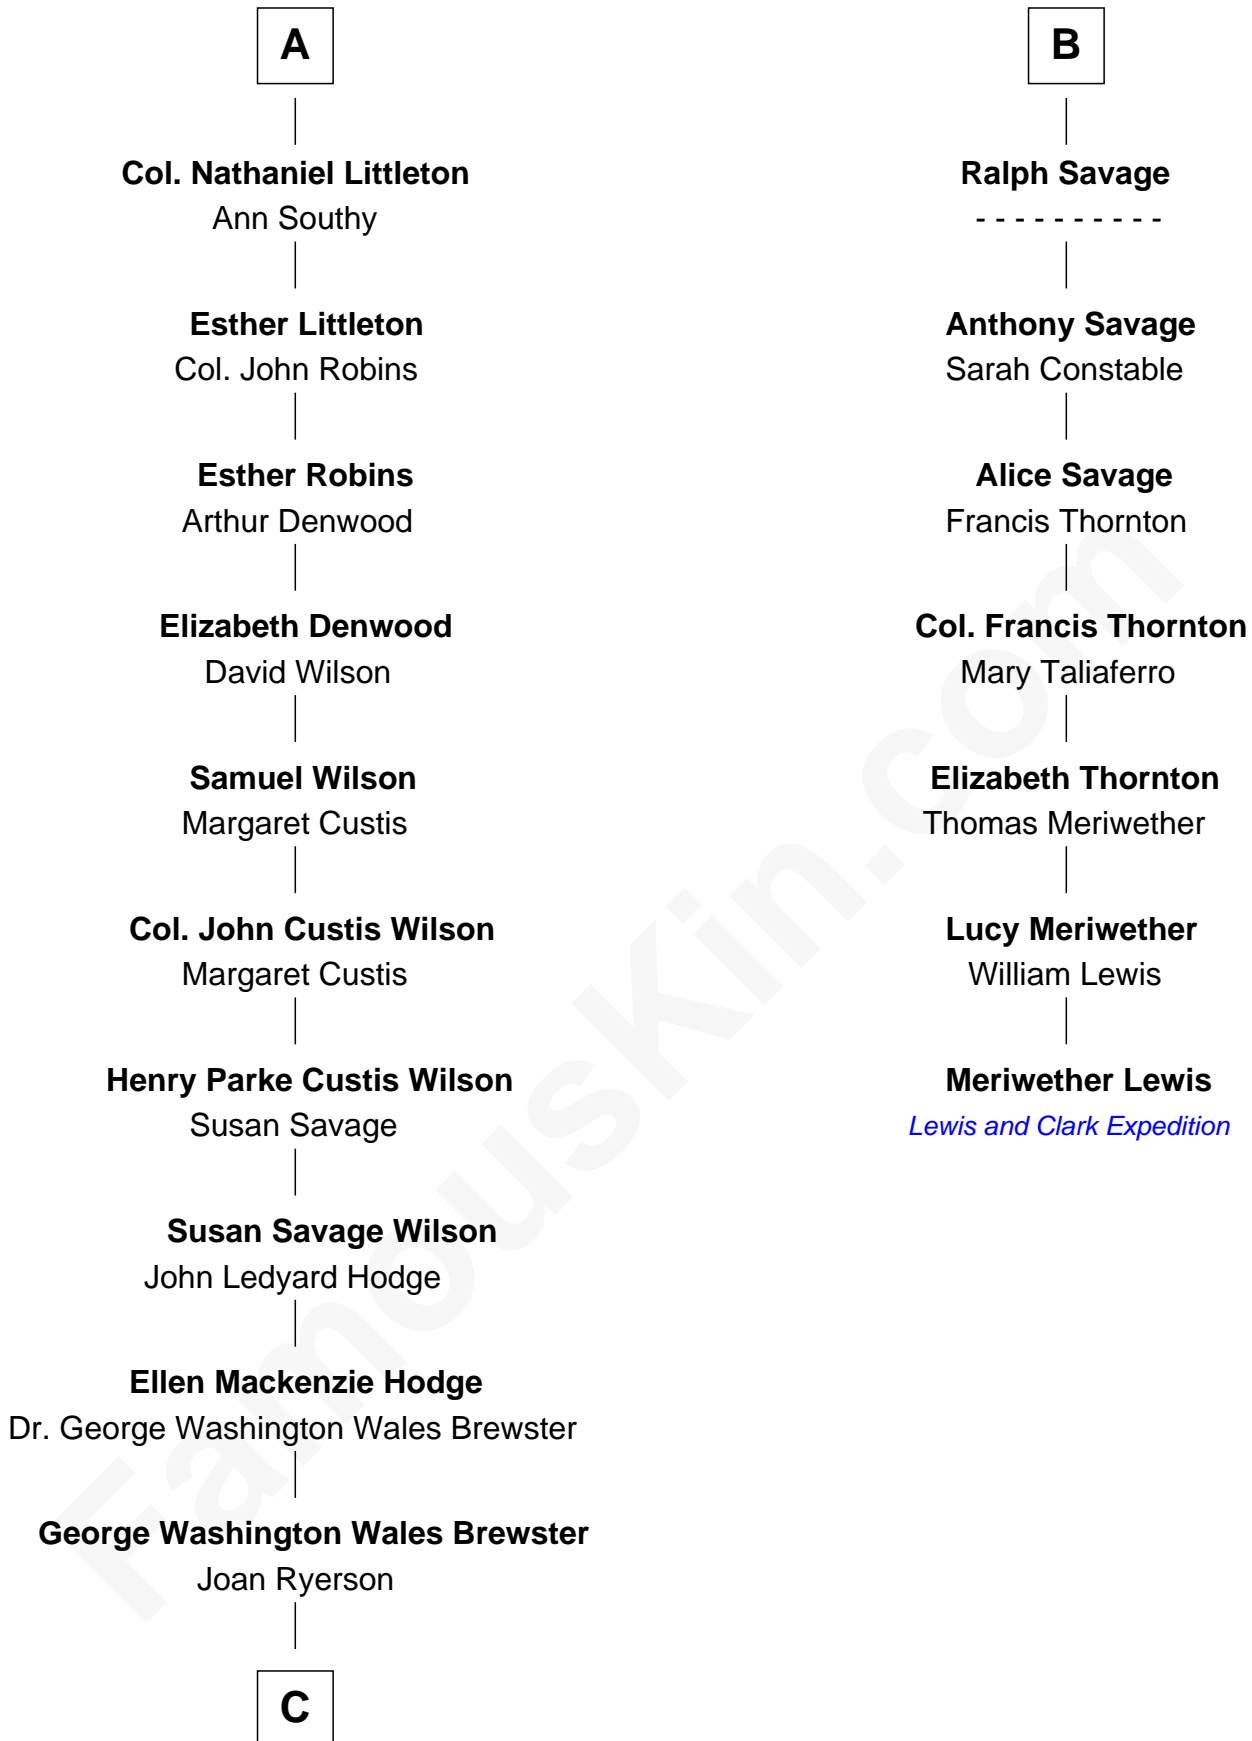 A
Col. Nathaniel Littleton
Ann Southy
Esther Littleton
Col. John Robins
Esther Robins
Arthur Denwood
Elizabeth Denwood
David Wilson
Samuel Wilson
Margaret Custis
Col. John Custis Wilson
Margaret Custis
Henry Parke Custis Wilson
Susan Savage
Susan Savage Wilson
John Ledyard Hodge
Ellen Mackenzie Hodge
Dr. George Washington Wales Brewster
George Washington Wales Brewster
Joan Ryerson
C
B
Ralph Savage
- - - - - - - - - -
Anthony Savage
Sarah Constable
Alice Savage
Francis Thornton
Col. Francis Thornton
Mary Taliaferro
Elizabeth Thornton
Thomas Meriwether
Lucy Meriwether
William Lewis
Meriwether Lewis
Lewis and Clark Expedition
FamousKin.com